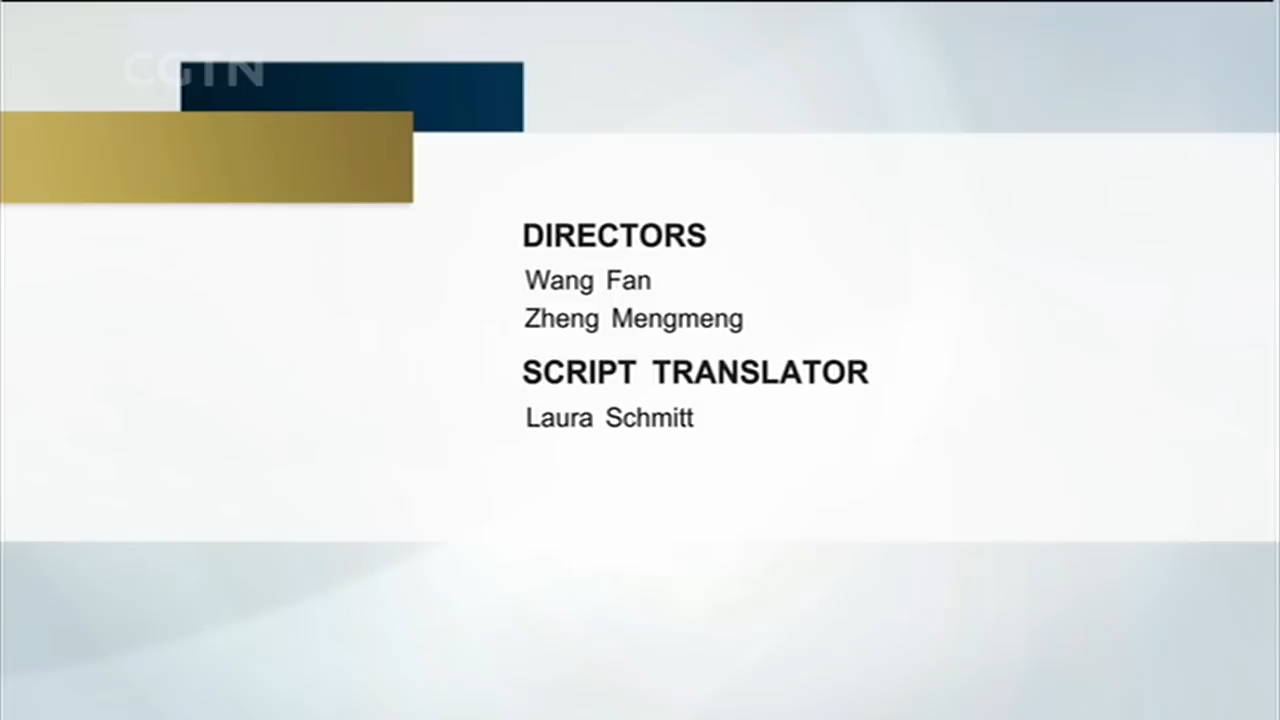 CGTN
DIRECTORS
Wang Fan
Zheng Mengmeng
SCRIPT TRANSLATOR
Laura Schmitt